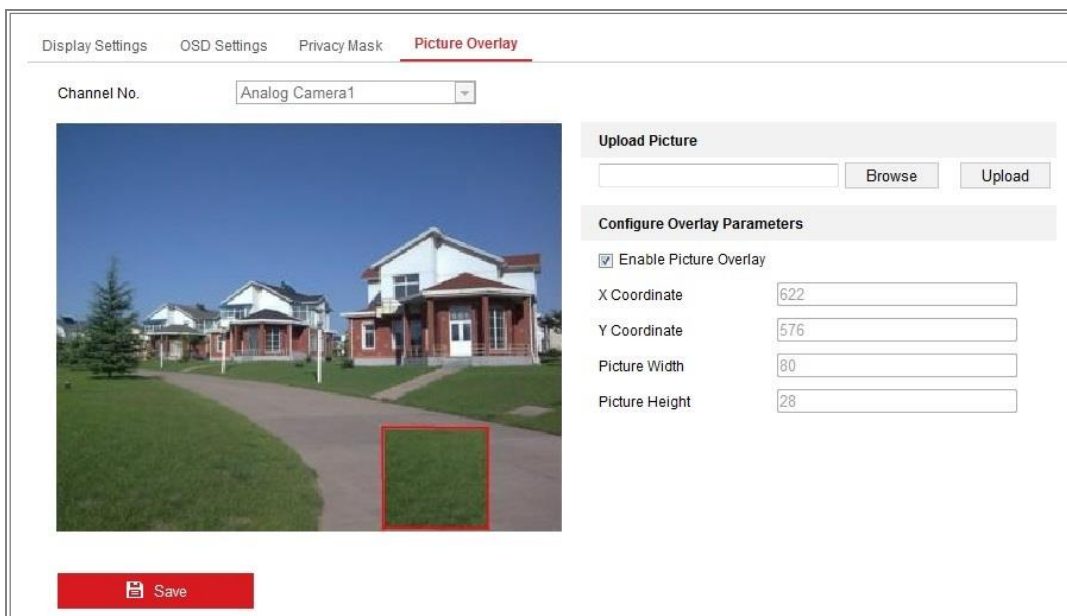 Display Settings OSD Settings Privacy Mask Picture Overlay
Channel No. Analog Camera1
Upload Picture
Browse Upload
Configure Overlay Parameters
Enable Picture Overlay
X Coordinate 622
Y Coordinate 576
Picture Width 80
Picture Height 28
Save